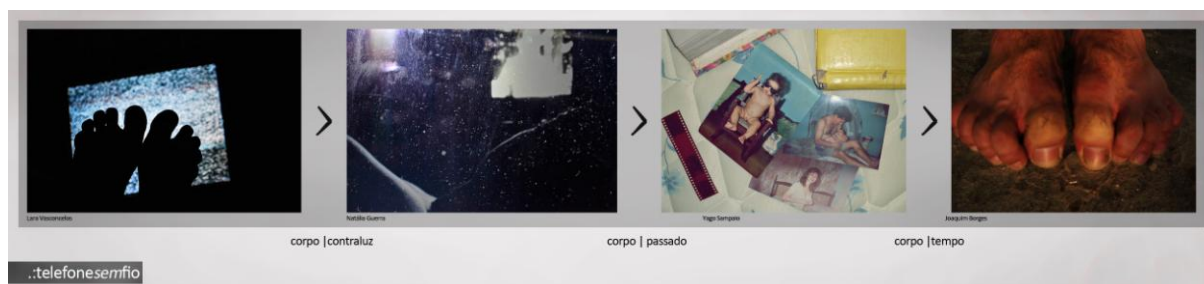 Lara Vasconcelos
Natália Guerra
Yago Sampaio
Joaquim Borges
corpo |contraluz
corpo | passado
corpo |tempo
.:telefonesemfio